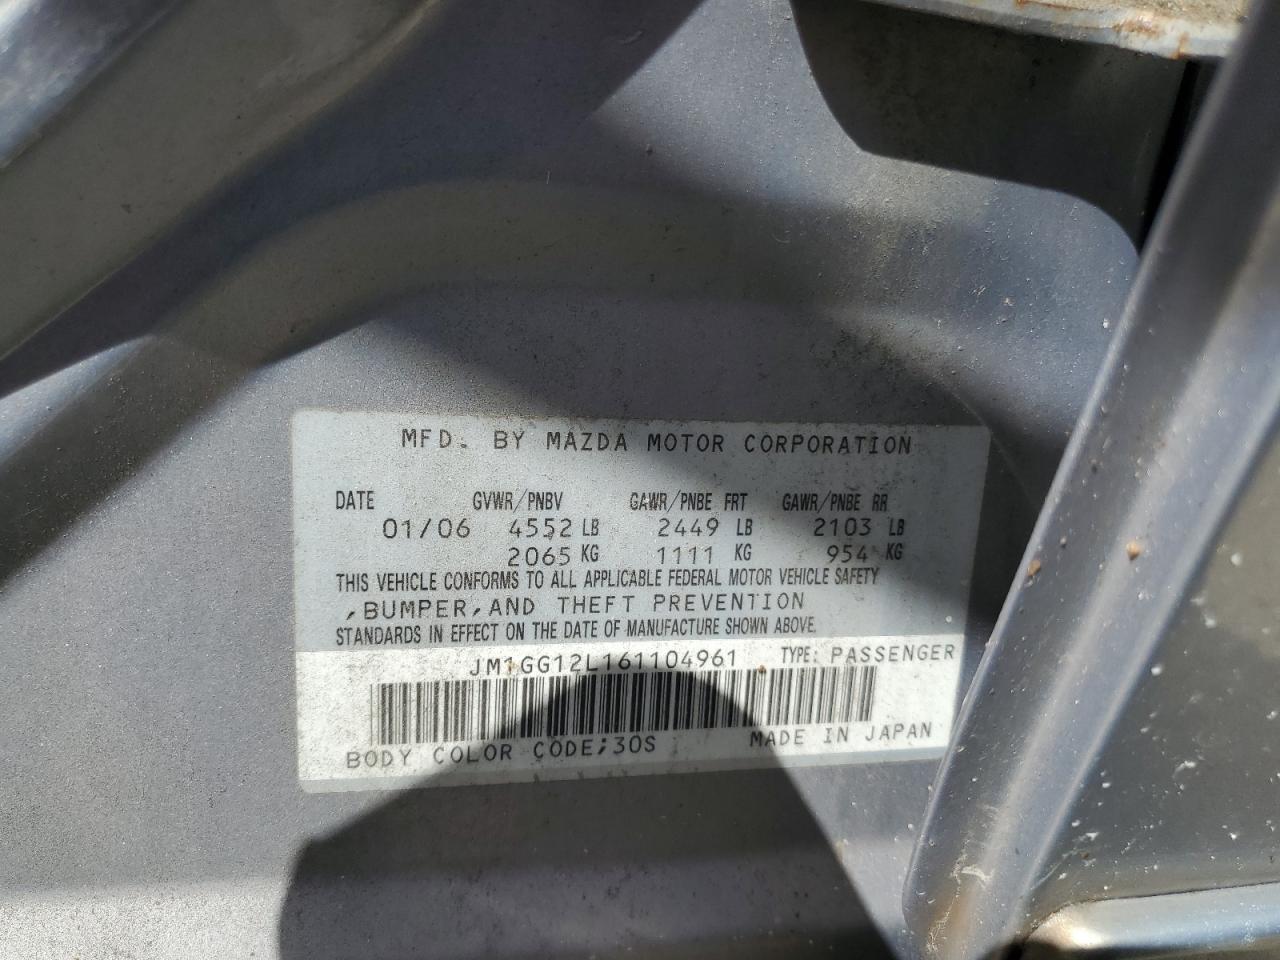 MFD. BY MAZDA MOTOR CORPORATION
DATE GVWR/PNBV GAWR/PNBE FRT GAWR/PNBE RR
01/06 4552 LB 2449 LB 2103 LB
2065 KG 1111 KG 954 KG
THIS VEHICLE CONFORMS TO ALL APPLICABLE FEDERAL MOTOR VEHICLE SAFETY
,BUMPER,AND THEFT PREVENTION
STANDARDS IN EFFECT ON THE DATE OF MANUFACTURE SHOWN ABOVE.
JM1GG12L161104961 TYPE: PASSENGER
BODY COLOR CODE;30S MADE IN JAPAN